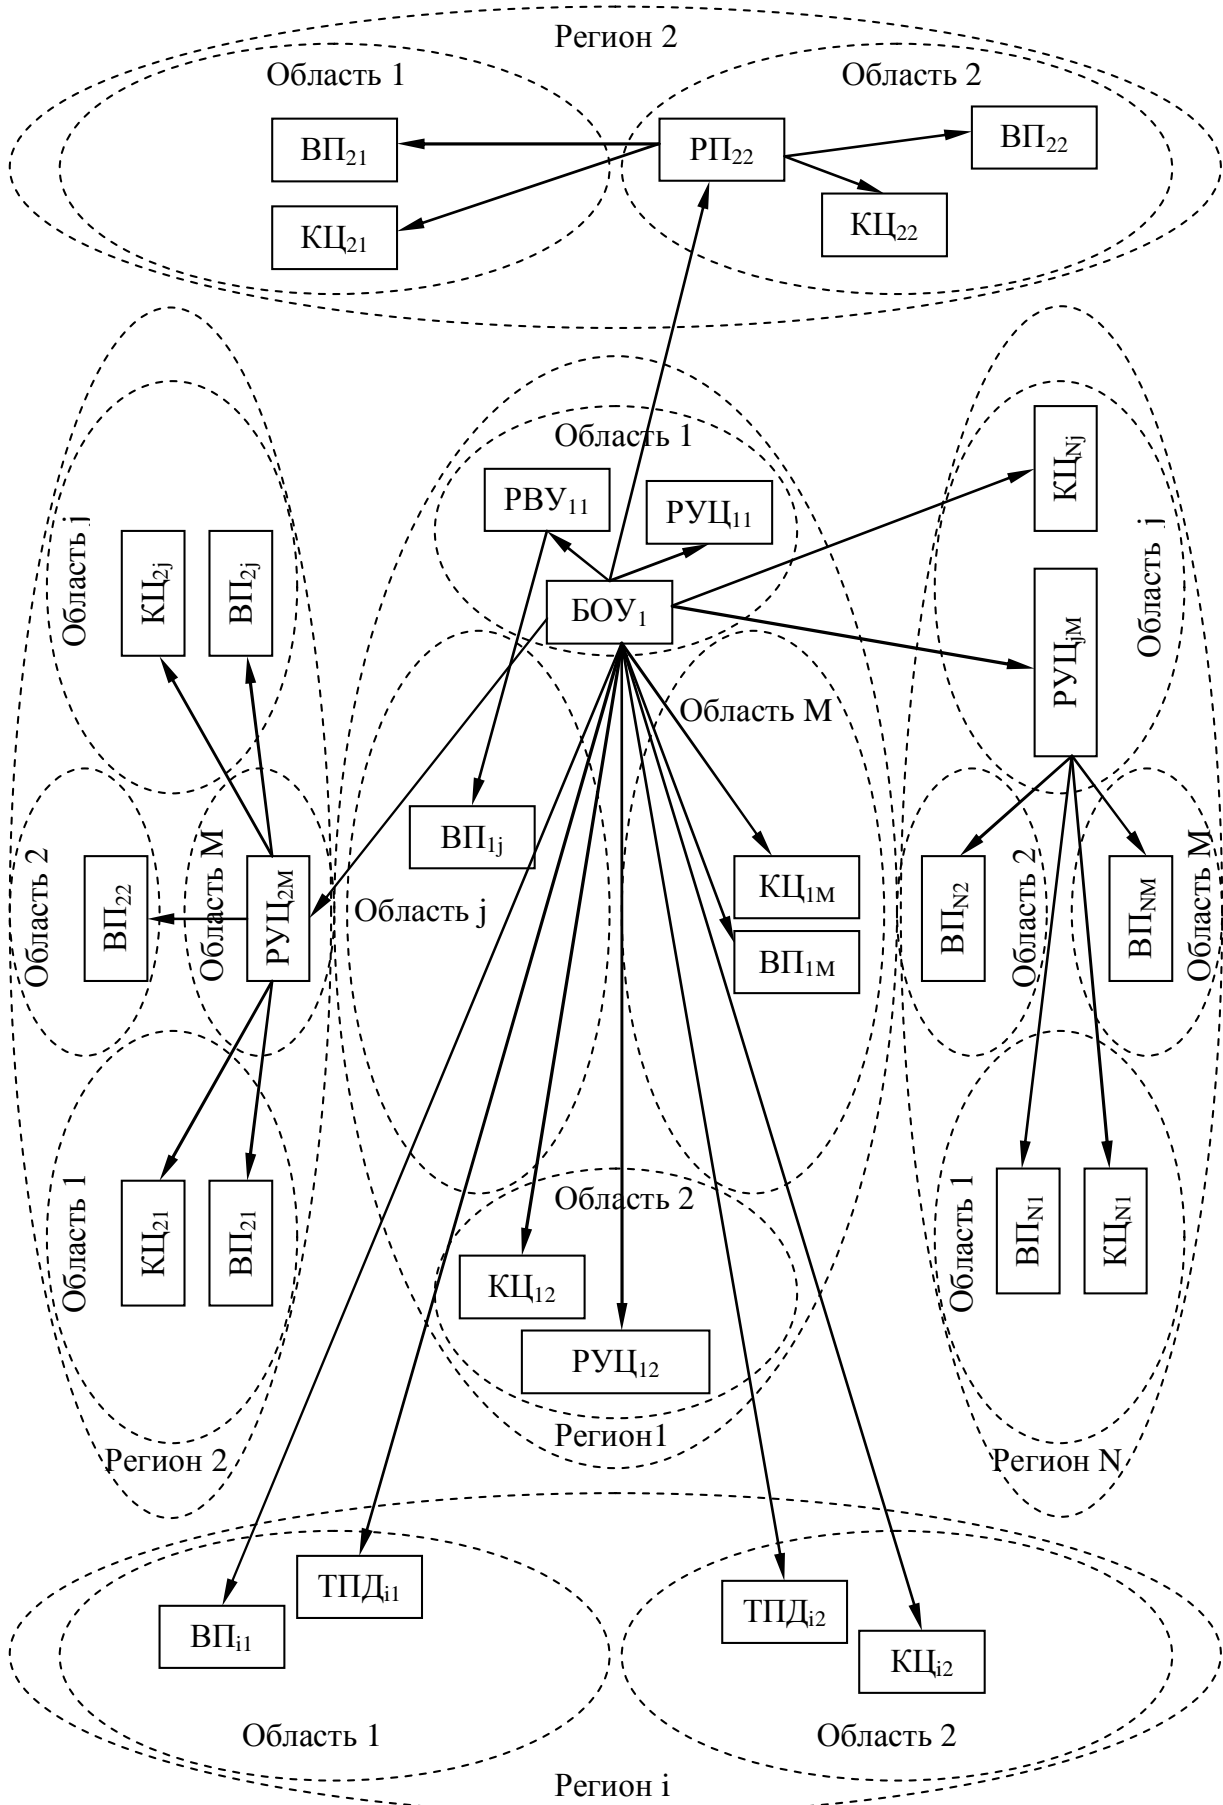 Регион 2
Область 1
Область 2
ВП21
РП22
ВП22
КЦ21
КЦ22
Область 1
РВУ11
РУЦ11
БОУ1
Область j
КЦ2j
ВП2j
КЦNj
РУЦjM
Область j
Область M
ВП1j
КЦ1M
ВП1M
Область j
Область 2
ВП22
Область M
РУЦ2M
ВПN2
Область 2
ВПNM
Область M
Область 1
КЦ21
ВП21
Область 2
КЦ12
РУЦ12
Область 1
ВПN1
КЦN1
Регион 2
Регион1
Регион N
ТПДi1
ВПi1
ТПДi2
КЦi2
Область 1
Область 2
Регион i